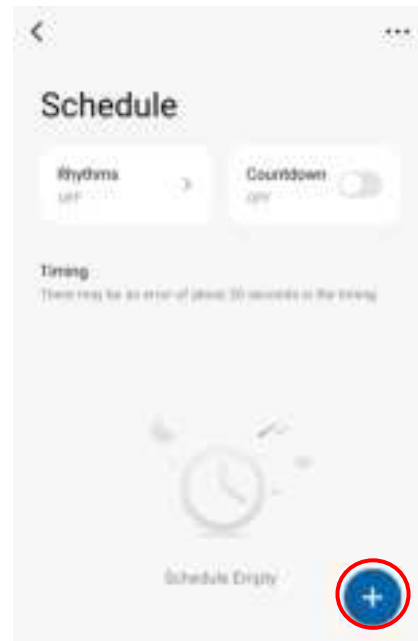 Schedule
Rhythms
OFF
Countdown
OFF
Timing
There may be an error of about 30 seconds in the timing
Schedule Empty